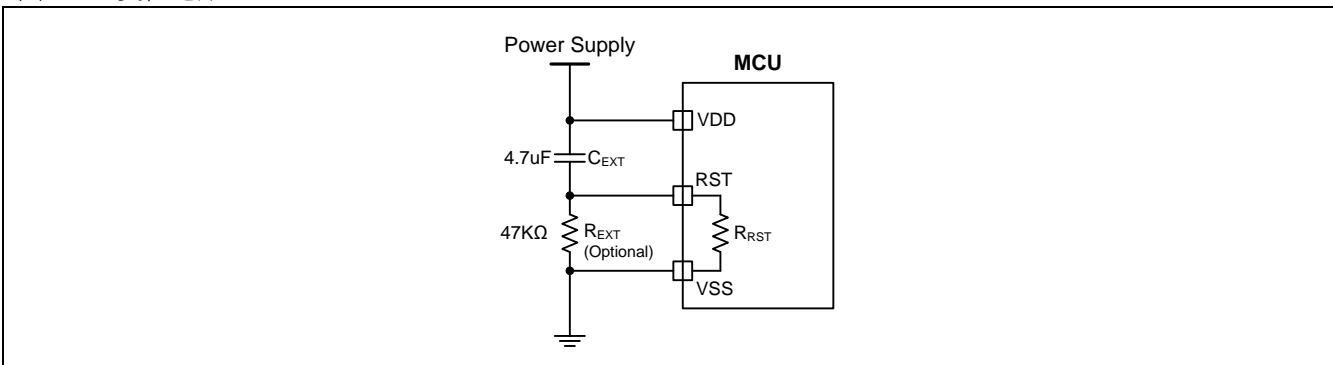 Power Supply
MCU
VDD
4.7uF
CEXT
RST
47KΩ
REXT
(Optional)
RRST
VSS